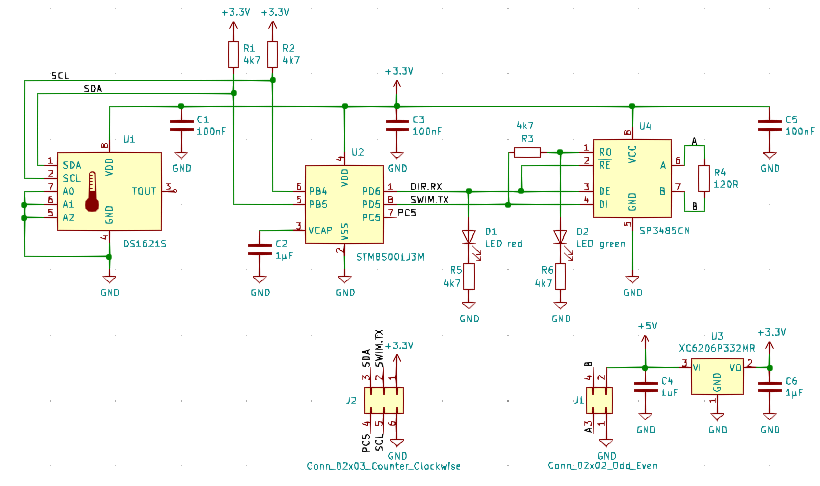 +3.3V +3.3V
R1 4k7
R2 4k7
SCL
SDA
+3.3V
C1 100nF
C3 100nF
C5 100nF
GND
GND
GND
U1
8 VDD
1 SDA
2 SCL
7 A0
6 A1
5 A2
TOUT 3
GND 4
DS1621S
GND
U2
4 VDD
6 PB4
5 PB5
3 VCAP
PD6 1 DIR.RX
PD5 8 SWIM.TX
PC5 7 PC5
VSS 2
STM8S001J3M
GND
C2 1µF
GND
4k7
R3
U4
8 VCC
1 RO
2 RE
3 DE
4 DI
A 6 A
B 7 B
GND 5
SP3485CN
GND
R4 120R
D1 LED red
D2 LED green
R5 4k7
R6 4k7
GND
GND
SDA
SWIM.TX
+3.3V
3 2 1
J2
4 5 6
PC5
SCL
GND
Conn_02x03_Counter_Clockwise
B
4 2
J1
3 1
A
GND
Conn_02x02_Odd_Even
+5V
C4 1uF
GND
U3
XC6206P332MR
3 VI
VO 2
GND 1
GND
+3.3V
C6 1µF
GND